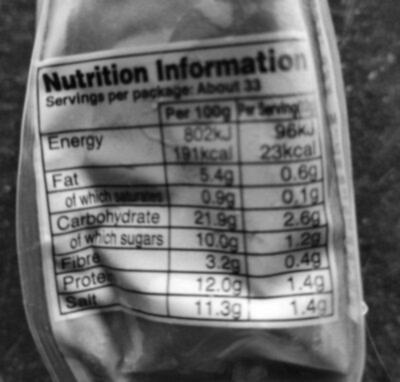 Nutrition Information
Servings per package: About 33
Per 100g Per Serving
Energy 802kJ 96kJ
191kcal 23kcal
Fat 5.4g 0.6g
of which saturates 0.9g 0.1g
Carbohydrate 21.9g 2.6g
of which sugars 10.0g 1.2g
Fibre 3.2g 0.4g
Protei 12.0g 1.4g
Salt 11.3g 1.4g